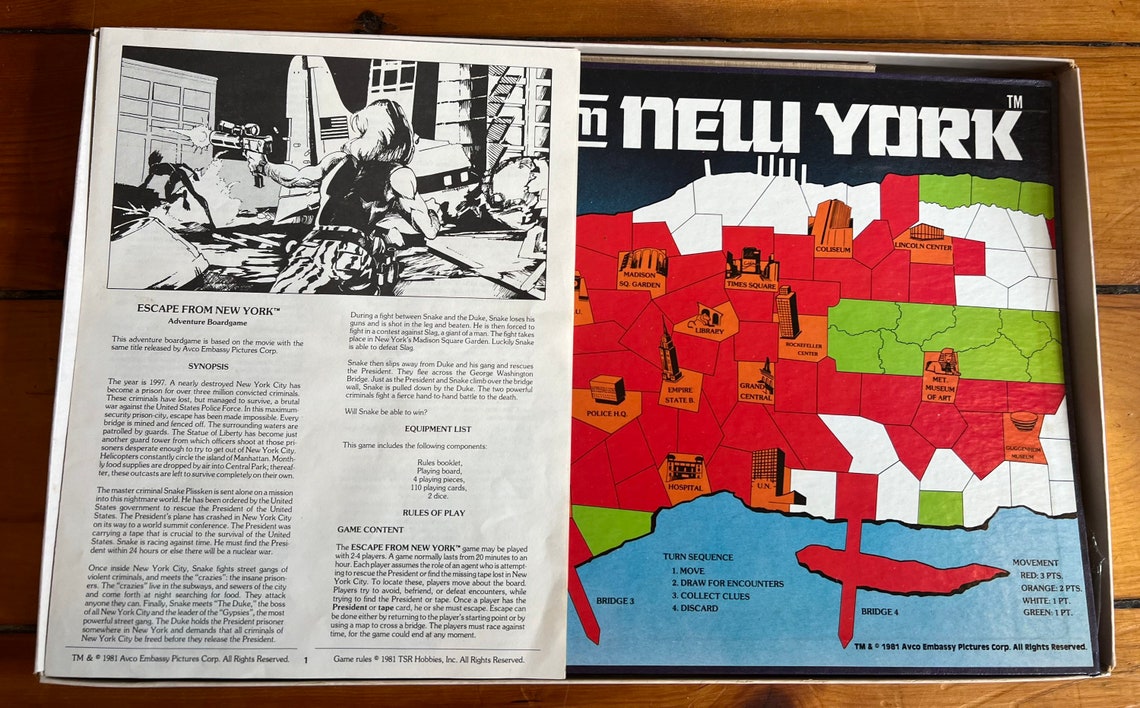 ESCAPE FROM NEW YORK™
Adventure Boardgame
This adventure boardgame is based on the movie with the
same title released by Avco Embassy Pictures Corp.
SYNOPSIS
The year is 1997. A nearly destroyed New York City has
become a prison for over three million convicted criminals.
These criminals have lost, but managed to survive, a brutal
war against the United States Police Force. In this maximum-
security prison-city, escape has been made impossible. Every
bridge is mined and fenced off. The surrounding waters are
patrolled by guards. The Statue of Liberty has become just
another guard tower from which officers shoot at those pri-
soners desperate enough to try to get out of New York City.
Helicopters constantly circle the island of Manhattan. Month-
ly food supplies are dropped by air into Central Park; thereaf-
ter, these outcasts are left to survive completely on their own.
The master criminal Snake Plissken is sent alone on a mission
into this nightmare world. He has been ordered by the United
States government to rescue the President of the United
States. The President's plane has crashed in New York City
on its way to a world summit conference. The President was
carrying a tape that is crucial to the survival of the United
States. Snake is racing against time. He must find the Presi-
dent within 24 hours or else there will be a nuclear war.
Once inside New York City, Snake fights street gangs of
violent criminals, and meets the "crazies": the insane prison-
ers. The "crazies" live in the subways, and sewers of the city
and come forth at night searching for food. They attack
anyone they can. Finally, Snake meets "The Duke," the boss
of all New York City and the leader of the "Gypsies", the most
powerful street gang. The Duke holds the President prisoner
somewhere in New York and demands that all criminals of
New York City be freed before they release the President.
TM & © 1981 Avco Embassy Pictures Corp. All Rights Reserved.
1
During a fight between Snake and the Duke, Snake loses his
guns and is shot in the leg and beaten. He is then forced to
fight in a contest against Slag, a giant of a man. The fight takes
place in New York's Madison Square Garden. Luckily Snake
is able to defeat Slag.
Snake then slips away from Duke and his gang and rescues
the President. They flee across the George Washington
Bridge. Just as the President and Snake climb over the bridge
wall, Snake is pulled down by the Duke. The two powerful
criminals fight a fierce hand-to-hand battle to the death.
Will Snake be able to win?
EQUIPMENT LIST
This game includes the following components:
Rules booklet,
Playing board,
4 playing pieces,
110 playing cards,
2 dice.
RULES OF PLAY
GAME CONTENT
The ESCAPE FROM NEW YORK™ game may be played
with 2-4 players. A game normally lasts from 20 minutes to an
hour. Each player assumes the role of an agent who is attempt-
ing to rescue the President or find the missing tape lost in New
York City. To locate these, players move about the board.
Players try to avoid, befriend, or defeat encounters, while
trying to find the President or tape. Once a player has the
President or tape card, he or she must escape. Escape can
be done either by returning to the player's starting point or by
using a map to cross a bridge. The players must race against
time, for the game could end at any moment.
Game rules © 1981 TSR Hobbies, Inc. All Rights Reserved.
m NEW YORK™
COLISEUM
LINCOLN CENTER
MADISON
SQ. GARDEN
TIMES SQUARE
U.
LIBRARY
ROCKEFELLER
CENTER
EMPIRE
STATE B.
GRAND
CENTRAL
MET.
MUSEUM
OF ART
POLICE H.Q.
GUGGENHEIM
MUSEUM
HOSPITAL
U.N.
TURN SEQUENCE
1. MOVE
2. DRAW FOR ENCOUNTERS
3. COLLECT CLUES
4. DISCARD
BRIDGE 3
BRIDGE 4
MOVEMENT
RED: 3 PTS.
ORANGE: 2 PTS.
WHITE: 1 PT.
GREEN: 1 PT.
TM & © 1981 Avco Embassy Pictures Corp. All Rights Reserved.